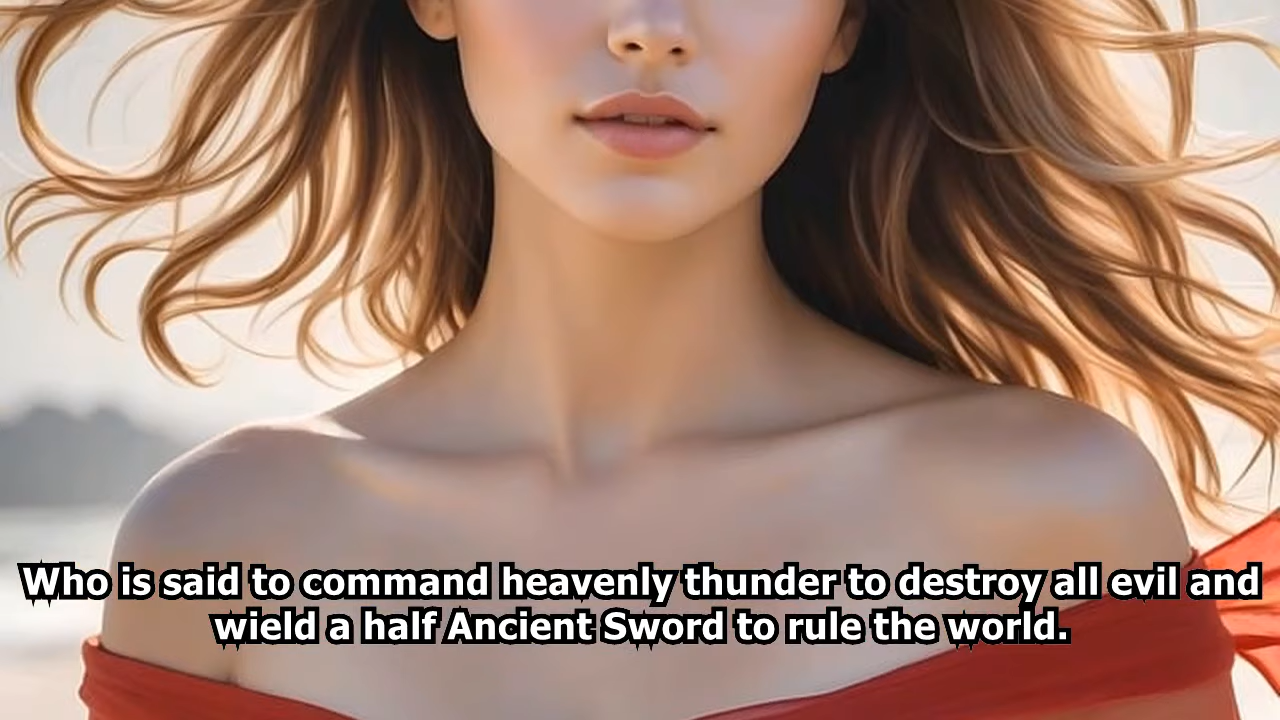 Who is said to command heavenly thunder to destroy all evil and
wield a half Ancient Sword to rule the world.